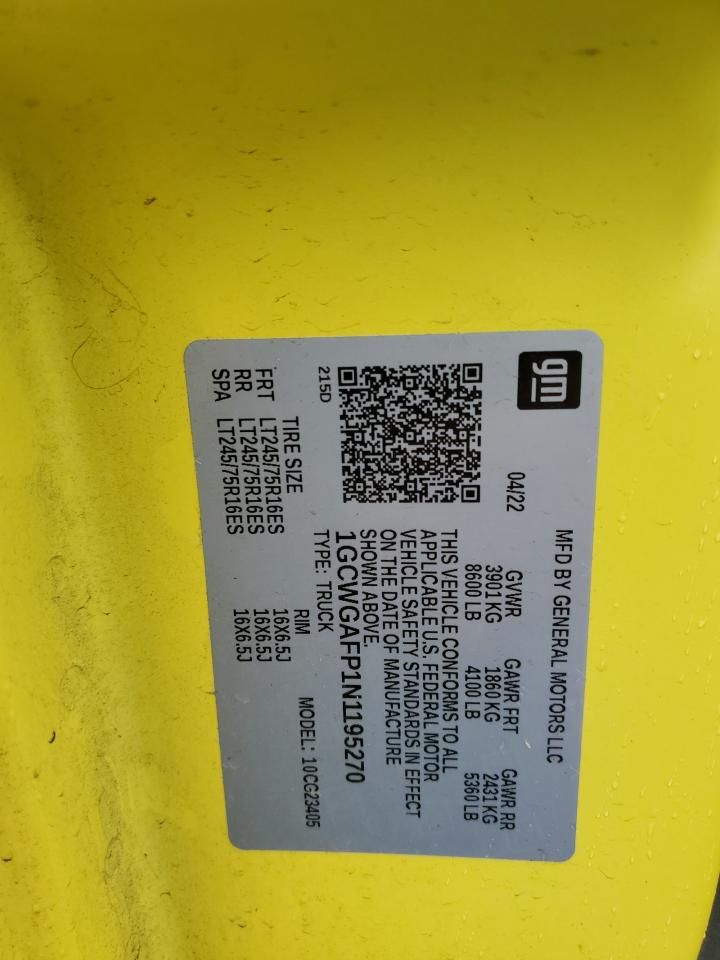 gm
MFD BY GENERAL MOTORS LLC
04/22 GVWR GAWR FRT GAWR RR
3901 KG 1860 KG 2431 KG
8600 LB 4100 LB 5360 LB
THIS VEHICLE CONFORMS TO ALL
APPLICABLE U.S. FEDERAL MOTOR
VEHICLE SAFETY STANDARDS IN EFFECT
ON THE DATE OF MANUFACTURE
SHOWN ABOVE.
1GCWGAFP1N1195270
215D TYPE: TRUCK MODEL: 10CG23405
TIRE SIZE RIM
FRT LT245/75R16ES 16X6.5J
RR LT245/75R16ES 16X6.5J
SPA LT245/75R16ES 16X6.5J